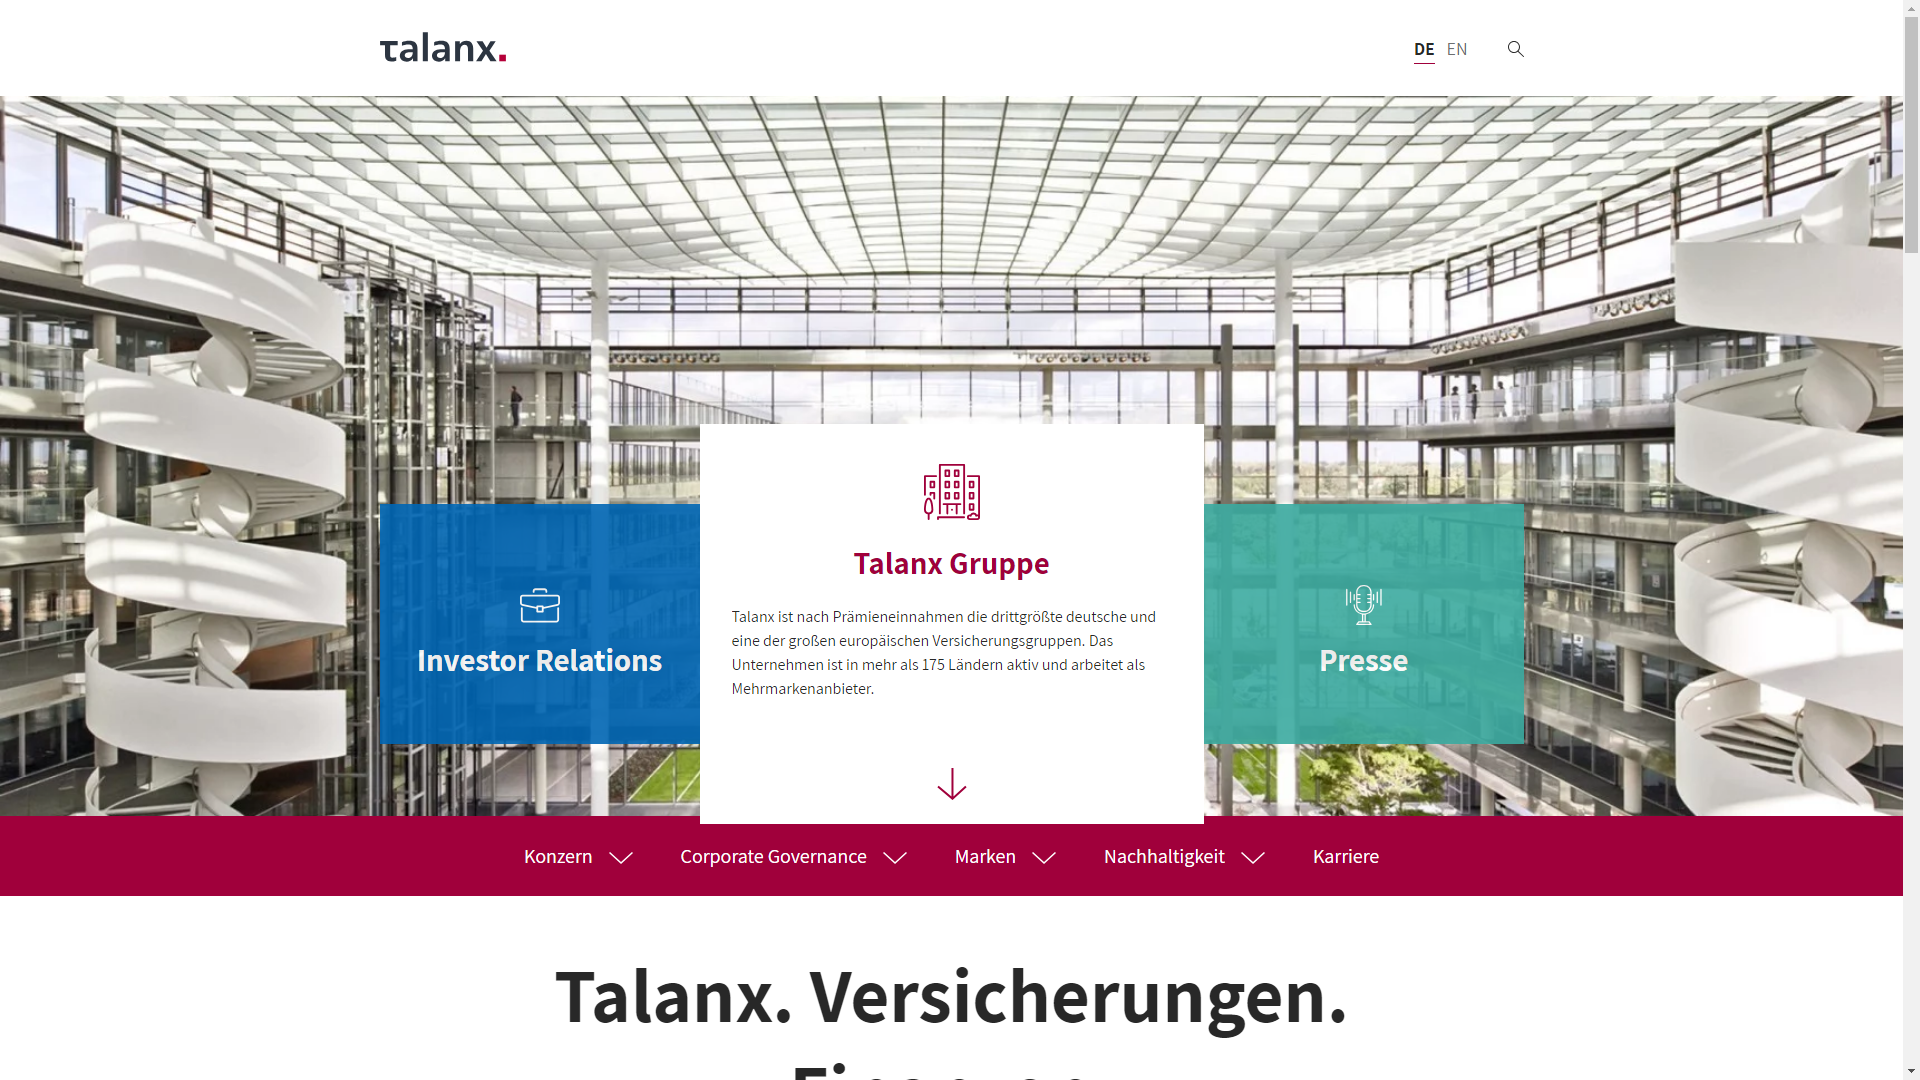 talanx.
DE EN
Talanx Gruppe
Talanx ist nach Prämieneinnahmen die drittgrößte deutsche und
eine der großen europäischen Versicherungsgruppen. Das
Unternehmen ist in mehr als 175 Ländern aktiv und arbeitet als
Mehrmarkenanbieter.
Investor Relations
Presse
Konzern
Corporate Governance
Marken
Nachhaltigkeit
Karriere
Talanx. Versicherungen.
Finanzen.